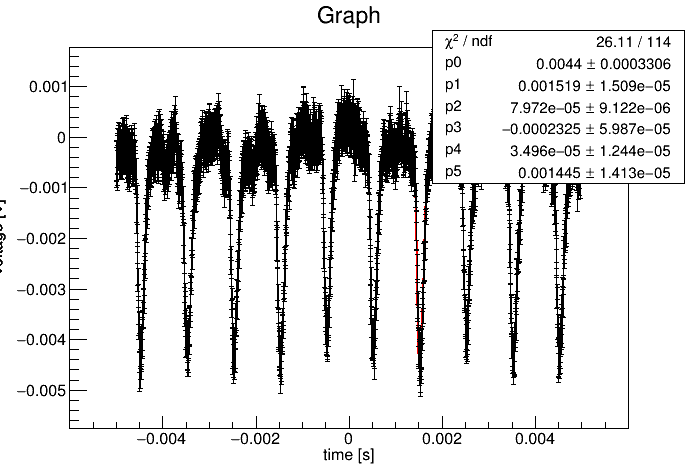 Graph
χ² / ndf 26.11 / 114
p0 0.0044 ± 0.0003306
p1 0.001519 ± 1.509e−05
p2 7.972e−05 ± 9.122e−06
p3 −0.0002325 ± 5.987e−05
p4 3.496e−05 ± 1.244e−05
p5 0.001445 ± 1.413e−05
0.001
0
−0.001
−0.002
−0.003
−0.004
−0.005
−0.004 −0.002 0 0.002 0.004
time [s]